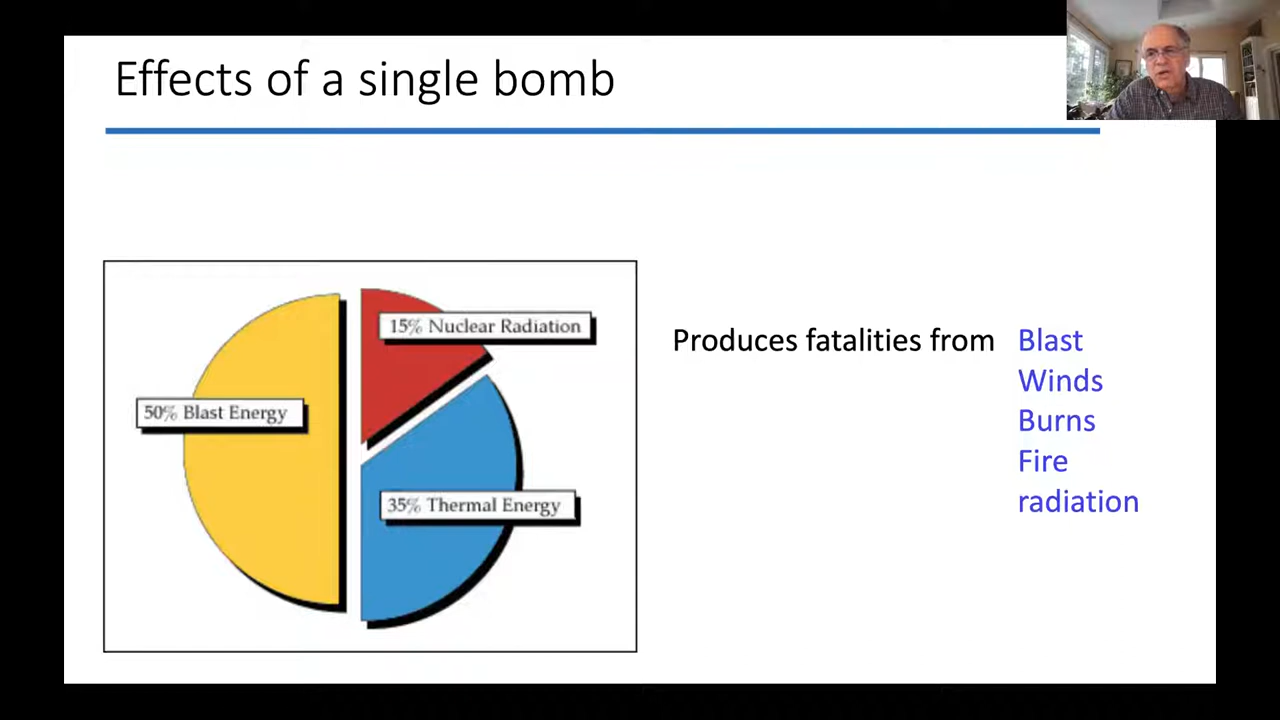 Effects of a single bomb
15% Nuclear Radiation
50% Blast Energy
35% Thermal Energy
Produces fatalities from Blast
Winds
Burns
Fire
radiation